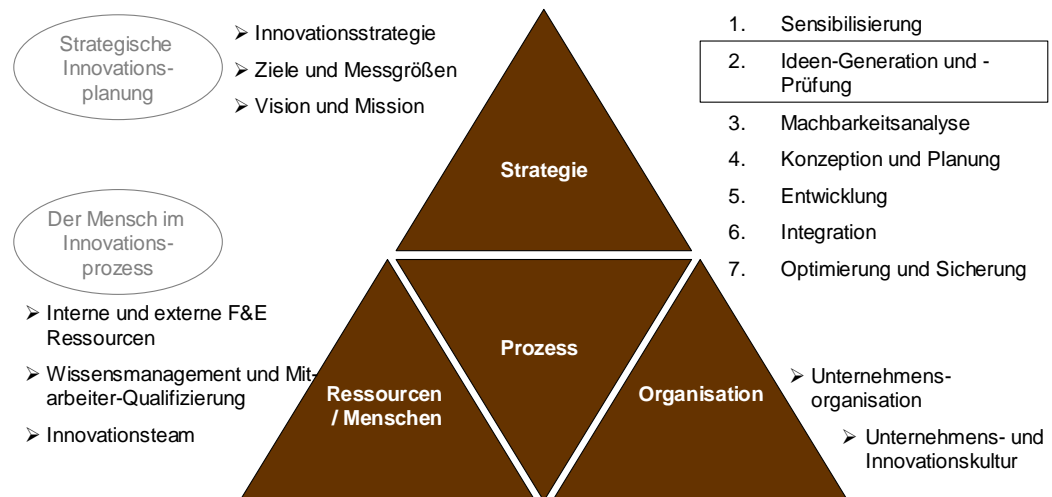 Strategische
Innovations-
planung
➢ Innovationsstrategie
➢ Ziele und Messgrößen
➢ Vision und Mission
1. Sensibilisierung
2. Ideen-Generation und -
Prüfung
3. Machbarkeitsanalyse
4. Konzeption und Planung
5. Entwicklung
6. Integration
7. Optimierung und Sicherung
Strategie
Der Mensch im
Innovations-
prozess
➢ Interne und externe F&E
Ressourcen
➢ Wissensmanagement und Mit-
arbeiter-Qualifizierung
➢ Innovationsteam
Prozess
Ressourcen
/ Menschen
Organisation
➢ Unternehmens-
organisation
➢ Unternehmens- und
Innovationskultur